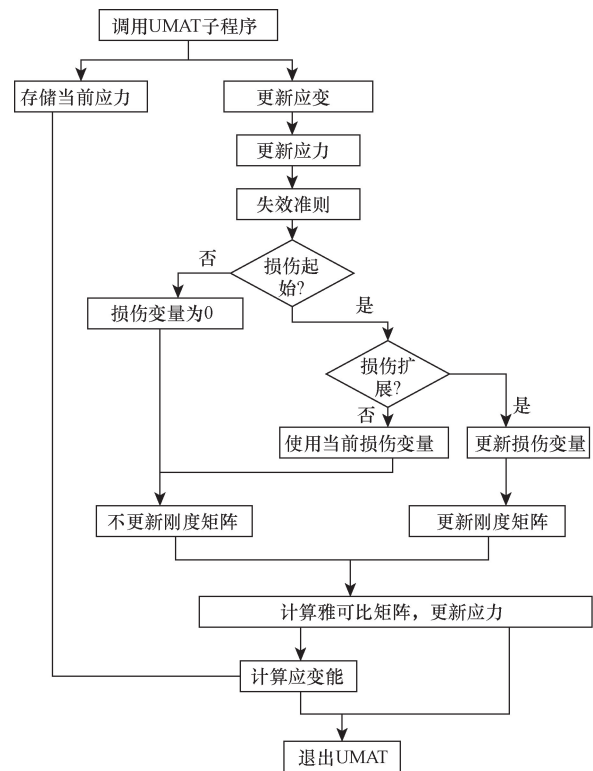 调用UMAT子程序
存储当前应力
更新应变
更新应力
失效准则
否
损伤起
始?
是
损伤变量为0
损伤扩
展?
否
是
使用当前损伤变量
更新损伤变量
不更新刚度矩阵
更新刚度矩阵
计算雅可比矩阵，更新应力
计算应变能
退出UMAT